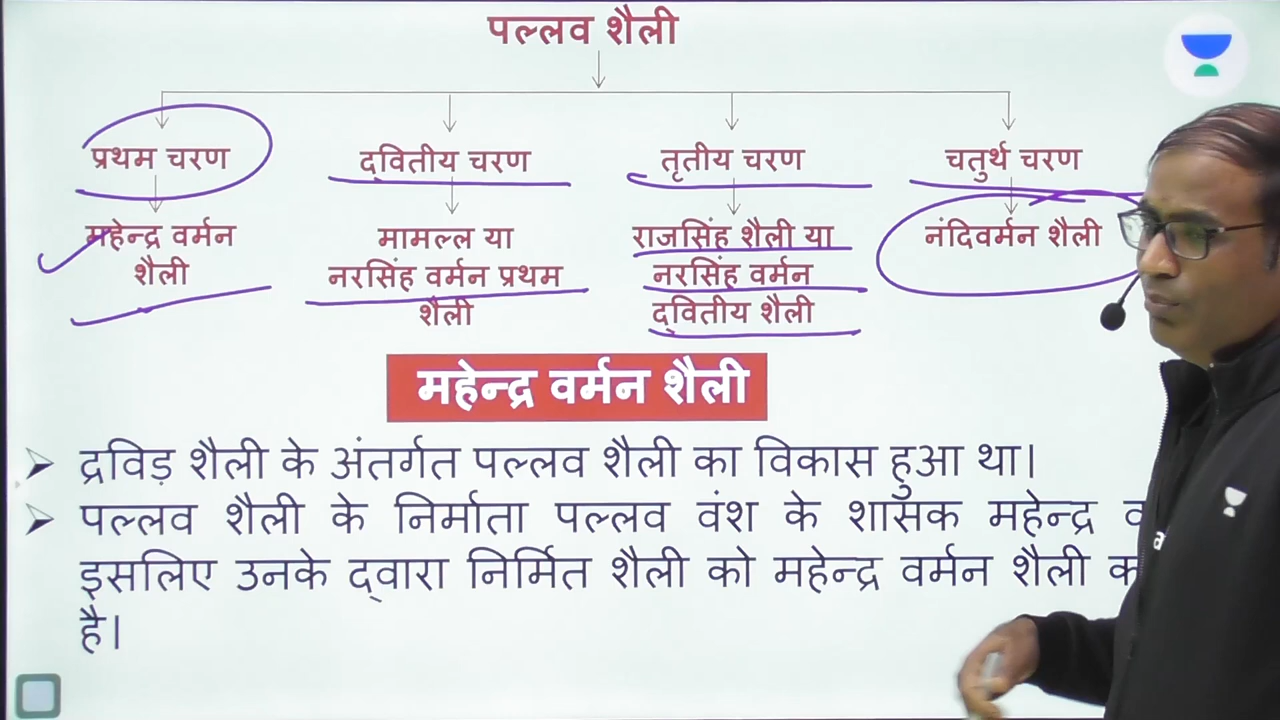 पल्लव शैली
प्रथम चरण द्वितीय चरण तृतीय चरण चतुर्थ चरण
महेन्द्र वर्मन शैली
मामल्ल या नरसिंह वर्मन प्रथम शैली
राजसिंह शैली या नरसिंह वर्मन द्वितीय शैली
नंदिवर्मन शैली
महेन्द्र वर्मन शैली
द्रविड़ शैली के अंतर्गत पल्लव शैली का विकास हुआ था।
पल्लव शैली के निर्माता पल्लव वंश के शासक महेन्द्र
इसलिए उनके द्वारा निर्मित शैली को महेन्द्र वर्मन शैली
है।